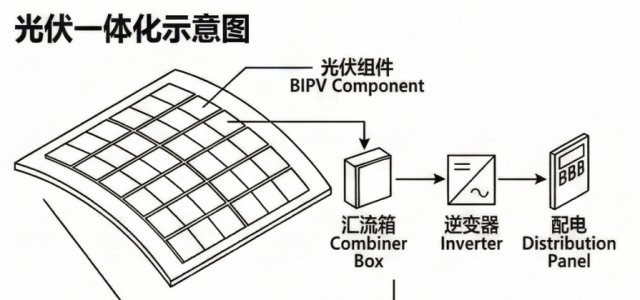 光伏一体化示意图
光伏组件
BIPV Component
汇流箱
Combiner
Box
逆变器
Inverter
配电
Distribution
Panel
BBB